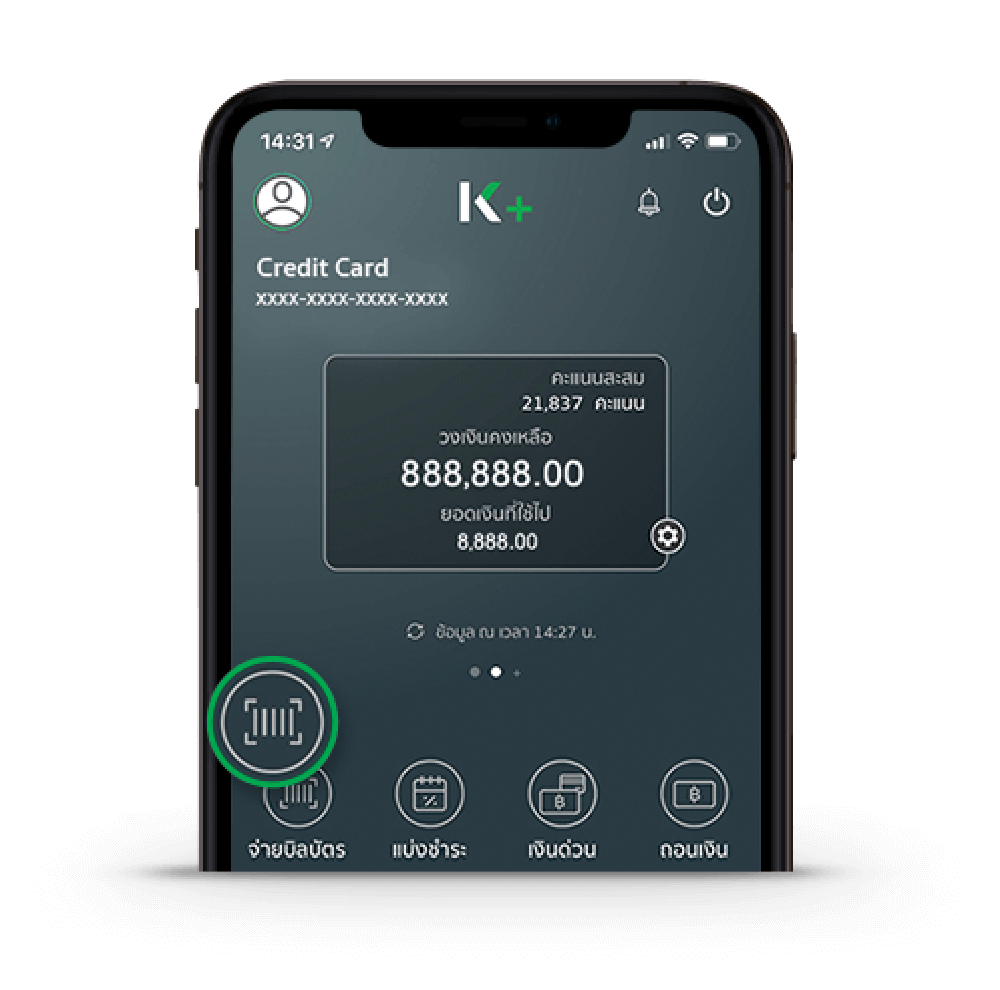 14:31
K+
Credit Card
xxxx-xxxx-xxxx-xxxx
คะแนนสะสม
21,837 คะแนน
วงเงินคงเหลือ
888,888.00
ยอดเงินที่ใช้ไป
8,888.00
ข้อมูล ณ เวลา 14:27 น.
จ่ายบิลบัตร แบ่งชำระ เงินด่วน ถอนเงิน